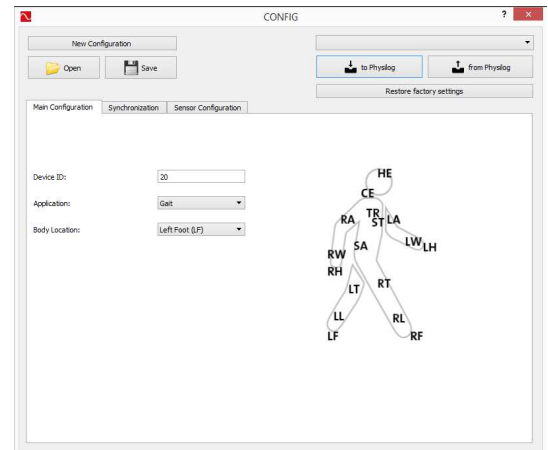 CONFIG
?
New Configuration
Open
Save
to Physilog
from Physilog
Restore factory settings
Main Configuration
Synchronization
Sensor Configuration
Device ID:
20
Application:
Gait
Body Location:
Left Foot (LF)
HE
CE
RA
TR
ST
LA
SA
LW
LH
RW
RH
LT
RT
LL
RL
LF
RF